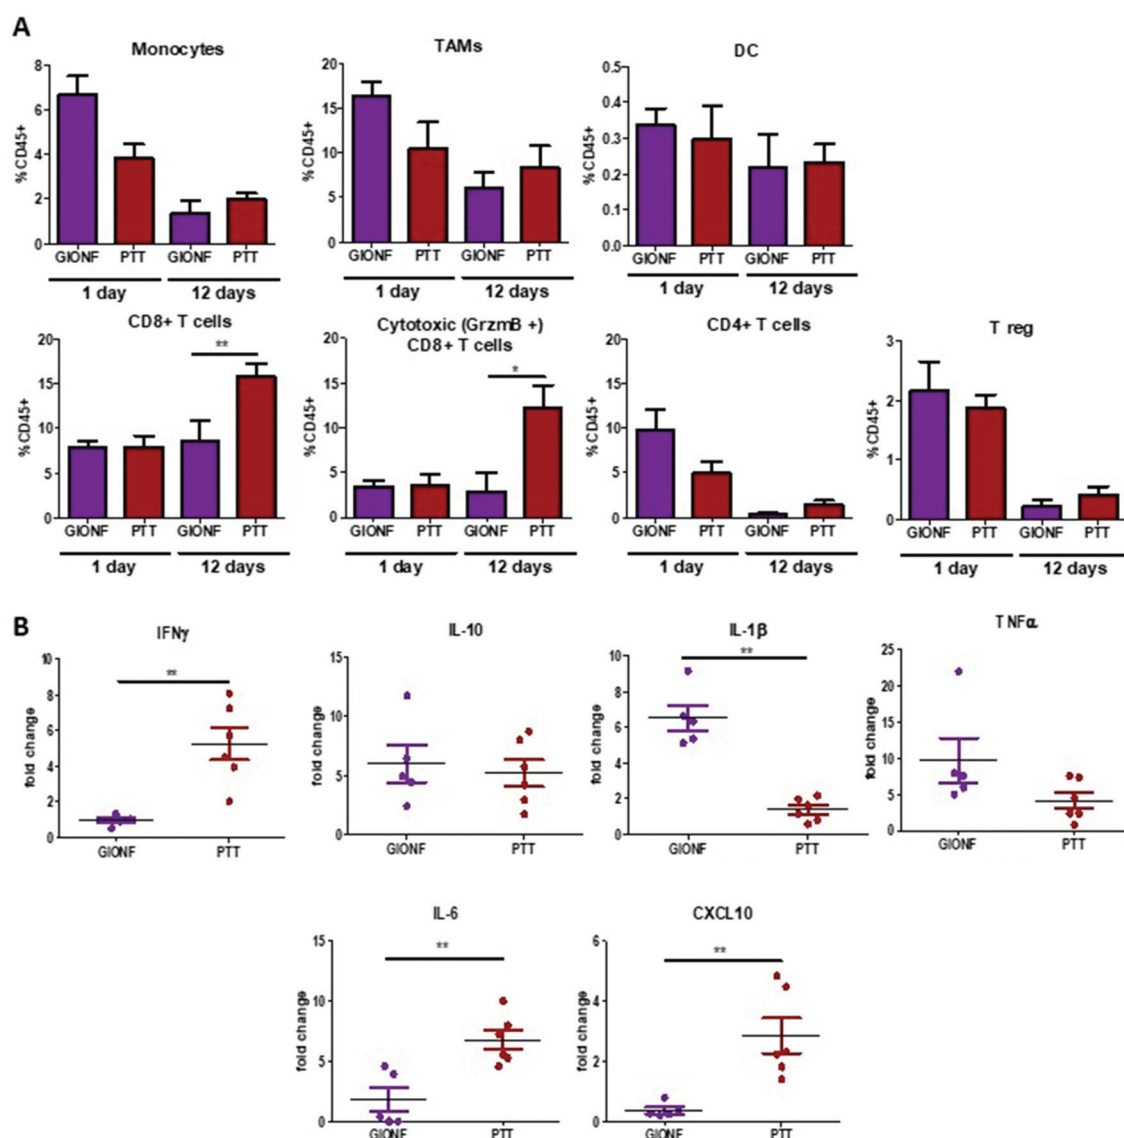 A
Monocytes
%CD45+
8
6
4
2
0
GIONF PTT GIONF PTT
1 day 12 days
TAMs
%CD45+
20
15
10
5
0
GIONF PTT GIONF PTT
1 day 12 days
DC
%CD45+
0.5
0.4
0.3
0.2
0.1
0.0
GIONF PTT GIONF PTT
1 day 12 days
CD8+ T cells
%CD45+
20
15
10
5
0
**
GIONF PTT GIONF PTT
1 day 12 days
Cytotoxic (GrzmB +)
CD8+ T cells
%CD45+
20
15
10
5
0
*
GIONF PTT GIONF PTT
1 day 12 days
CD4+ T cells
%CD45+
20
15
10
5
0
GIONF PTT GIONF PTT
1 day 12 days
T reg
%CD45+
3
2
1
0
GIONF PTT GIONF PTT
1 day 12 days
B
IFNγ
fold change
10
8
6
4
2
0
**
GIONF PTT
IL-10
fold change
15
10
5
0
GIONF PTT
IL-1β
fold change
10
8
6
4
2
0
**
GIONF PTT
TNFα
fold change
25
20
15
10
5
0
GIONF PTT
IL-6
fold change
15
10
5
0
**
GIONF PTT
CXCL10
fold change
6
4
2
0
**
GIONF PTT